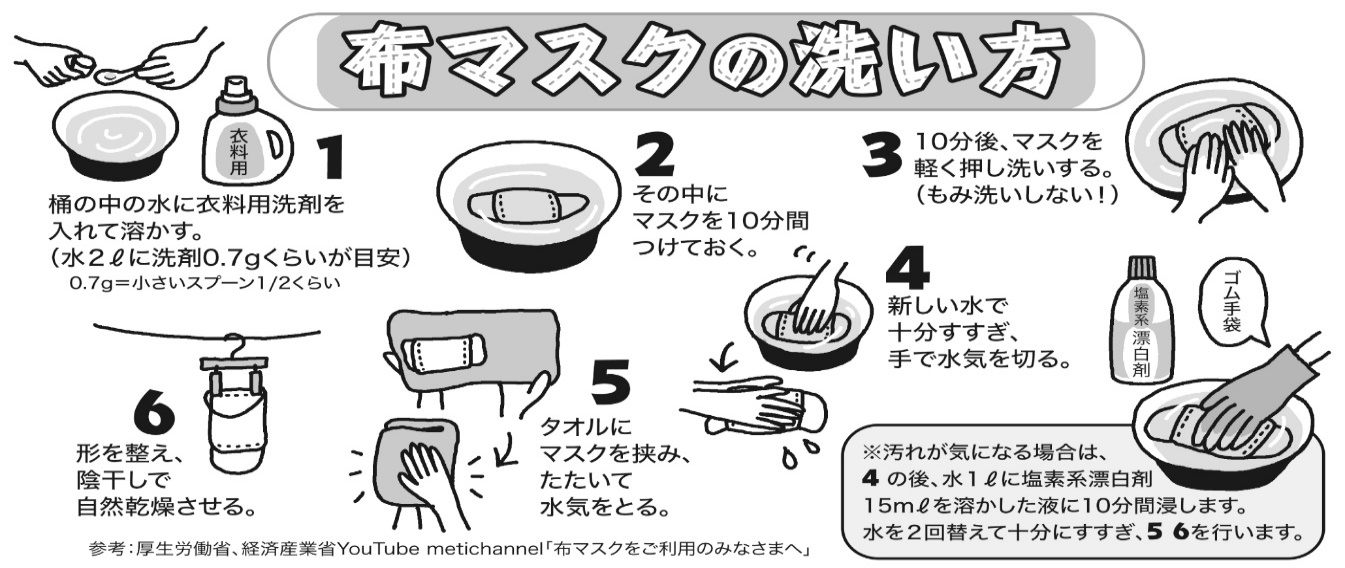 布マスクの洗い方
衣料用
1
桶の中の水に衣料用洗剤を
入れて溶かす。
(水2ℓに洗剤0.7gくらいが目安)
0.7g=小さいスプーン1/2くらい
2
その中に
マスクを10分間
つけておく。
3
10分後、マスクを
軽く押し洗いする。
(もみ洗いしない!)
4
新しい水で
十分すすぎ、
手で水気を切る。
塩素系漂白剤
ゴム手袋
※汚れが気になる場合は、
4 の後、水1ℓに塩素系漂白剤
15mℓを溶かした液に10分間浸します。
水を2回替えて十分にすすぎ、5 6を行います。
5
タオルに
マスクを挟み、
たたいて
水気をとる。
6
形を整え、
陰干しで
自然乾燥させる。
参考:厚生労働省、経済産業省YouTube metichannel「布マスクをご利用のみなさまへ」